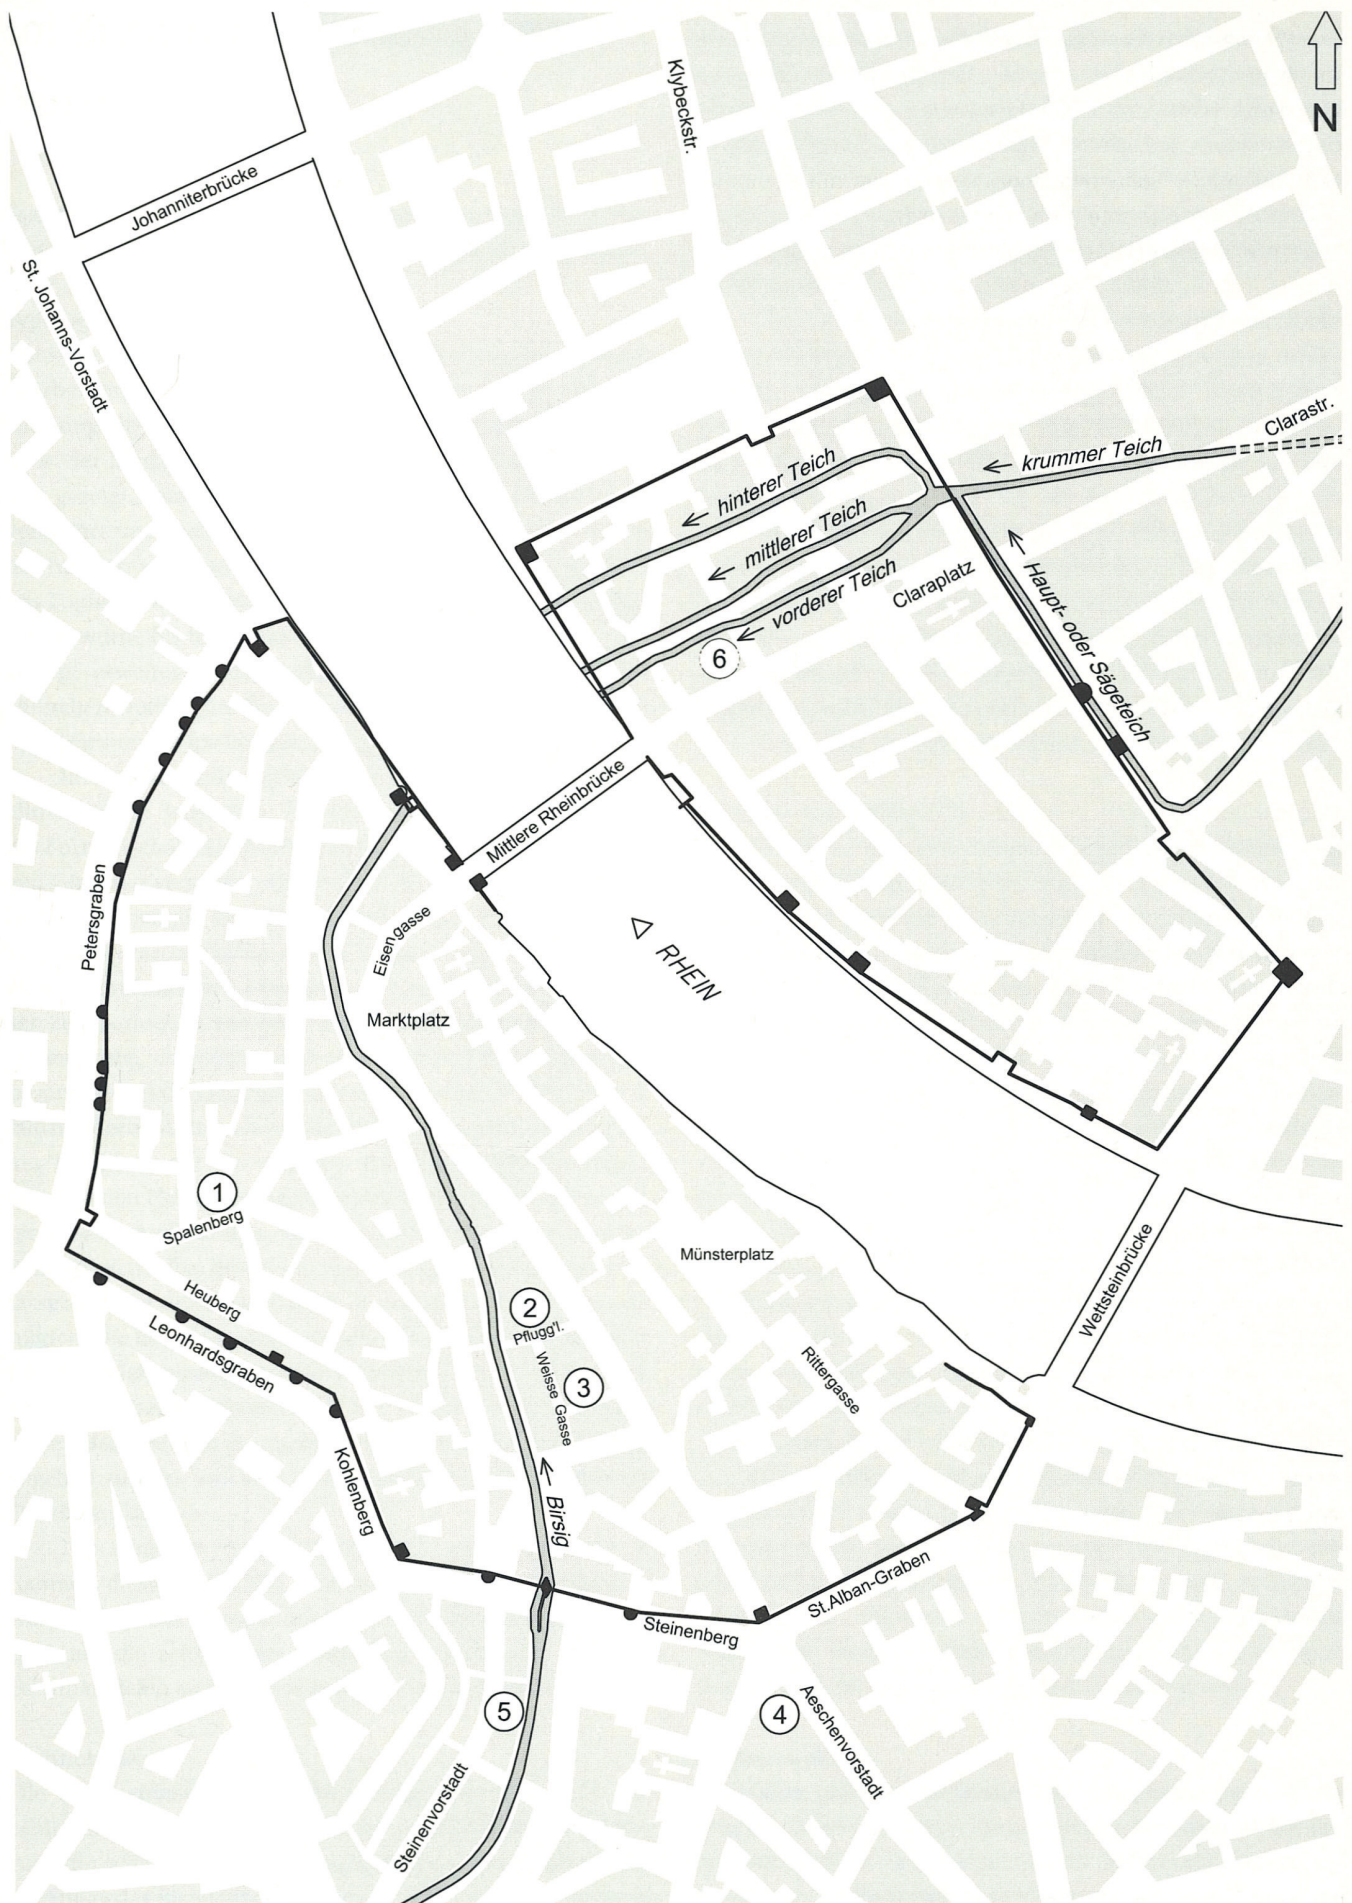 Klybeckstr.
N
Johanniterbrücke
St. Johanns-Vorstadt
Clarastr.
krummer Teich
hinterer Teich
mittlerer Teich
vorderer Teich
Claraplatz
Haupt- oder Sägeteich
6
Mittlere Rheinbrücke
Petersgraben
Eisengasse
RHEIN
Marktplatz
1
Spalenberg
Münsterplatz
Wettsteinbrücke
Heuberg
Leonhardsgraben
2
Pflugg'l.
Weisse Gasse
3
Rittergasse
Kohlenberg
Birsig
St.Alban-Graben
Steinenberg
5
4
Aeschenvorstadt
Steinenvorstadt